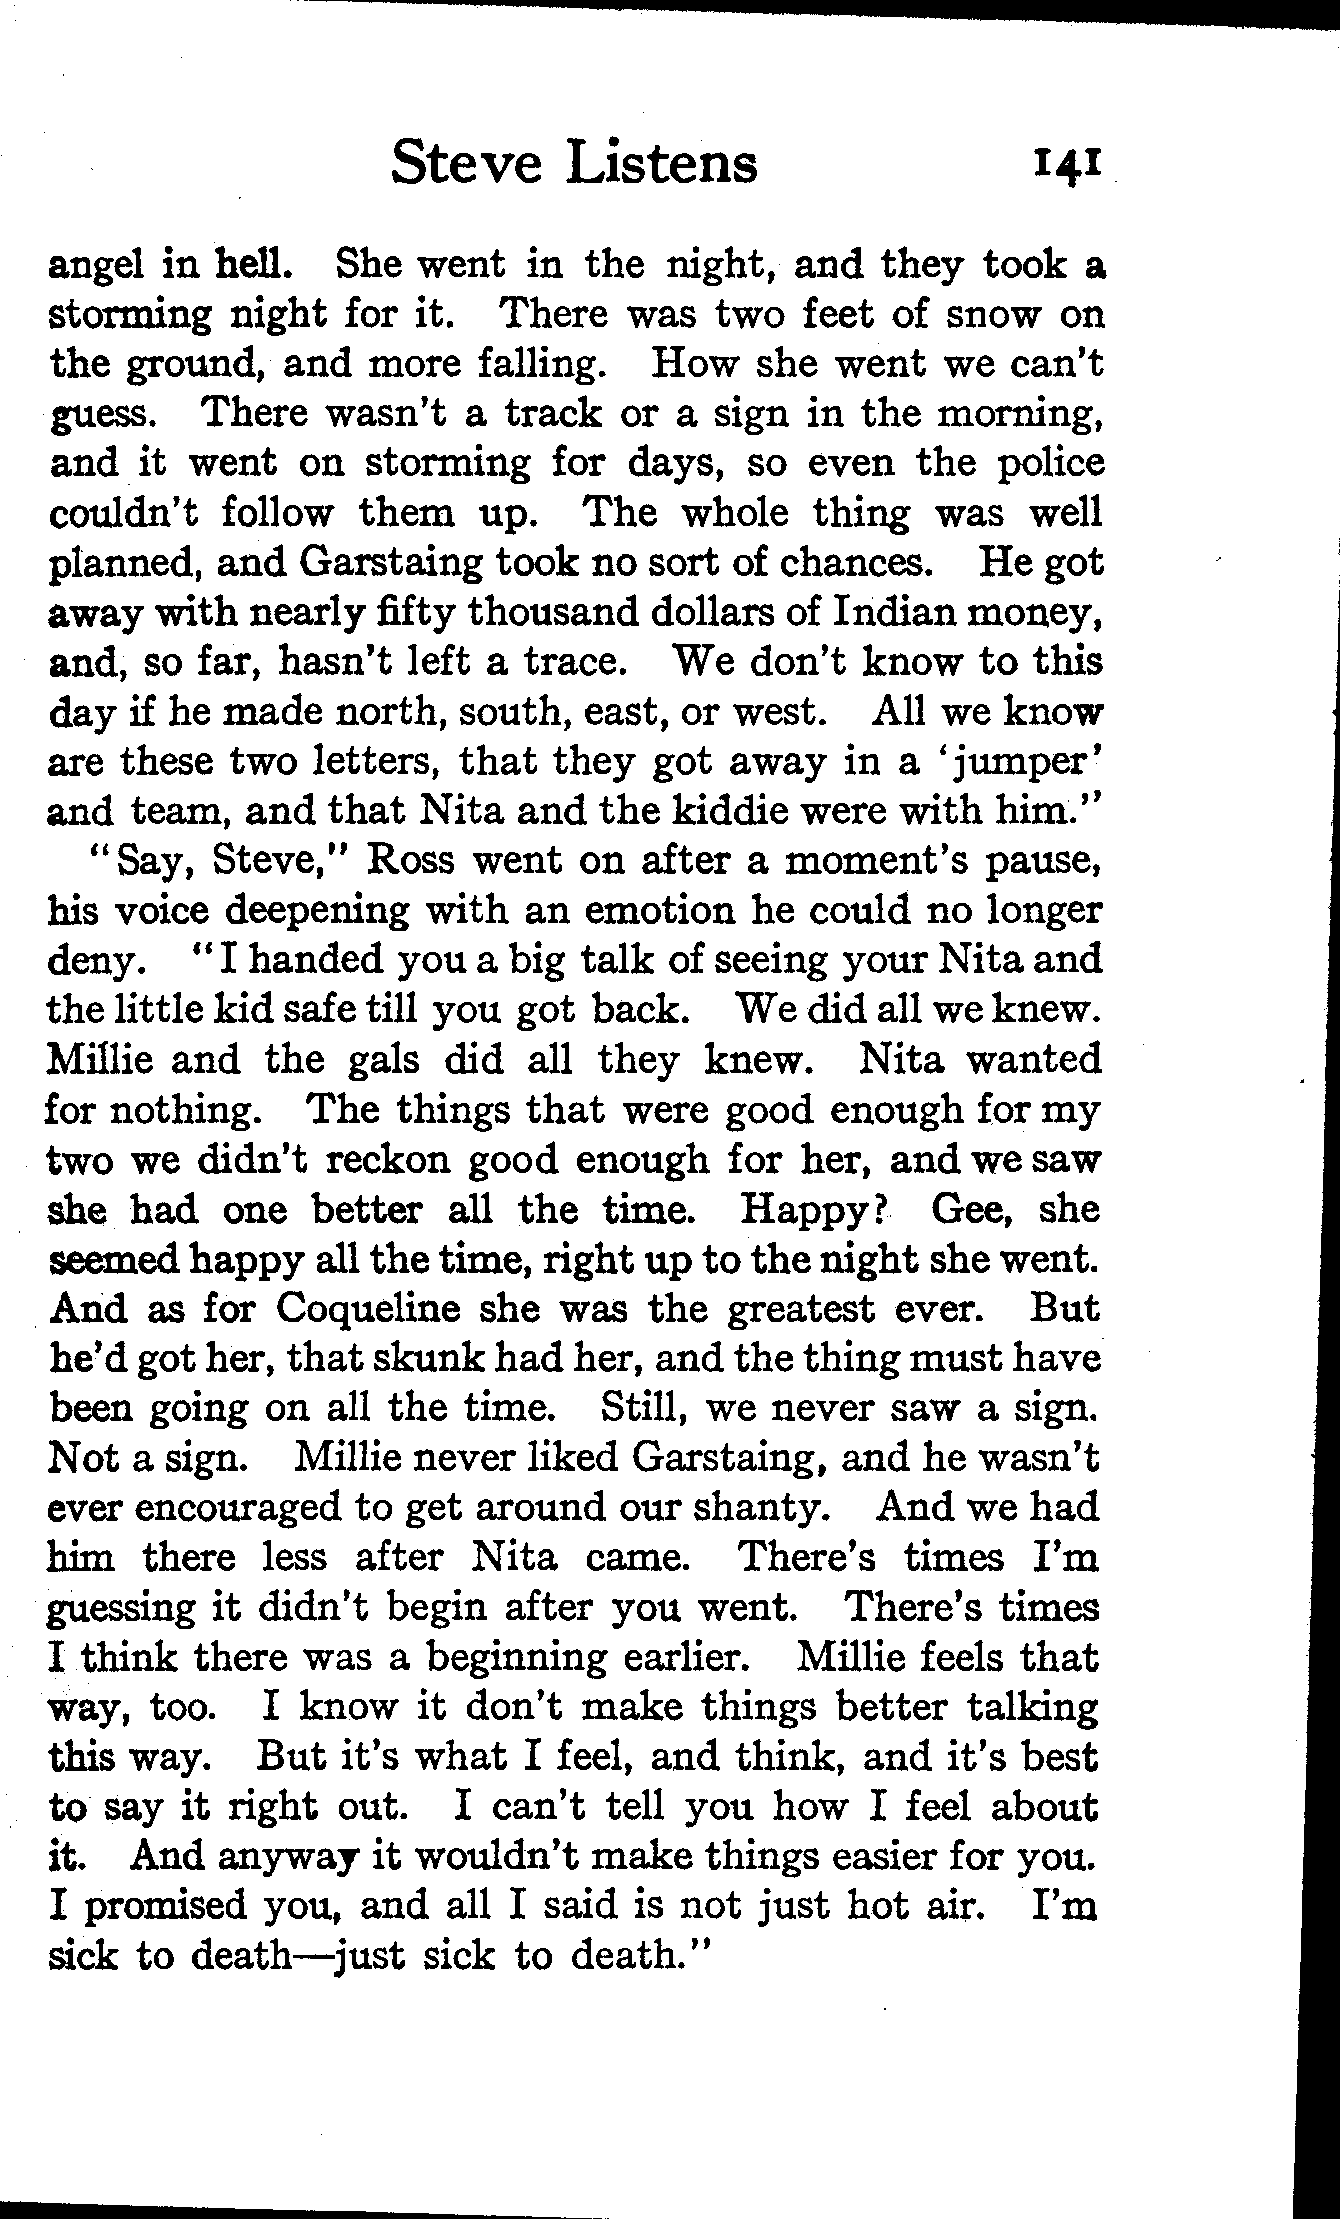 Steve Listens 141
angel in hell. She went in the night, and they took a
storming night for it. There was two feet of snow on
the ground, and more falling. How she went we can't
guess. There wasn't a track or a sign in the morning,
and it went on storming for days, so even the police
couldn't follow them up. The whole thing was well
planned, and Garstaing took no sort of chances. He got
away with nearly fifty thousand dollars of Indian money,
and, so far, hasn't left a trace. We don't know to this
day if he made north, south, east, or west. All we know
are these two letters, that they got away in a 'jumper'
and team, and that Nita and the kiddie were with him."
"Say, Steve," Ross went on after a moment's pause,
his voice deepening with an emotion he could no longer
deny. "I handed you a big talk of seeing your Nita and
the little kid safe till you got back. We did all we knew.
Millie and the gals did all they knew. Nita wanted
for nothing. The things that were good enough for my
two we didn't reckon good enough for her, and we saw
she had one better all the time. Happy? Gee, she
seemed happy all the time, right up to the night she went.
And as for Coqueline she was the greatest ever. But
he'd got her, that skunk had her, and the thing must have
been going on all the time. Still, we never saw a sign.
Not a sign. Millie never liked Garstaing, and he wasn't
ever encouraged to get around our shanty. And we had
him there less after Nita came. There's times I'm
guessing it didn't begin after you went. There's times
I think there was a beginning earlier. Millie feels that
way, too. I know it don't make things better talking
this way. But it's what I feel, and think, and it's best
to say it right out. I can't tell you how I feel about
it. And anyway it wouldn't make things easier for you.
I promised you, and all I said is not just hot air. I'm
sick to death—just sick to death."